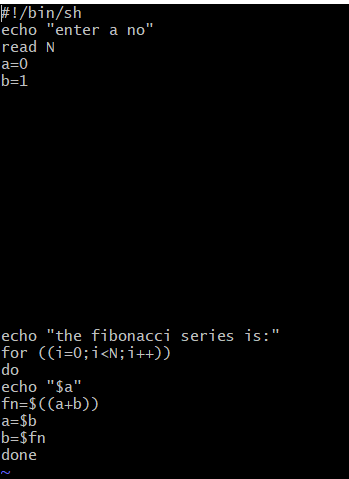 #!/bin/sh
echo "enter a no"
read N
a=0
b=1
echo "the fibonacci series is:"
for ((i=0;i<N;i++))
do
echo "$a"
fn=$((a+b))
a=$b
b=$fn
done
~